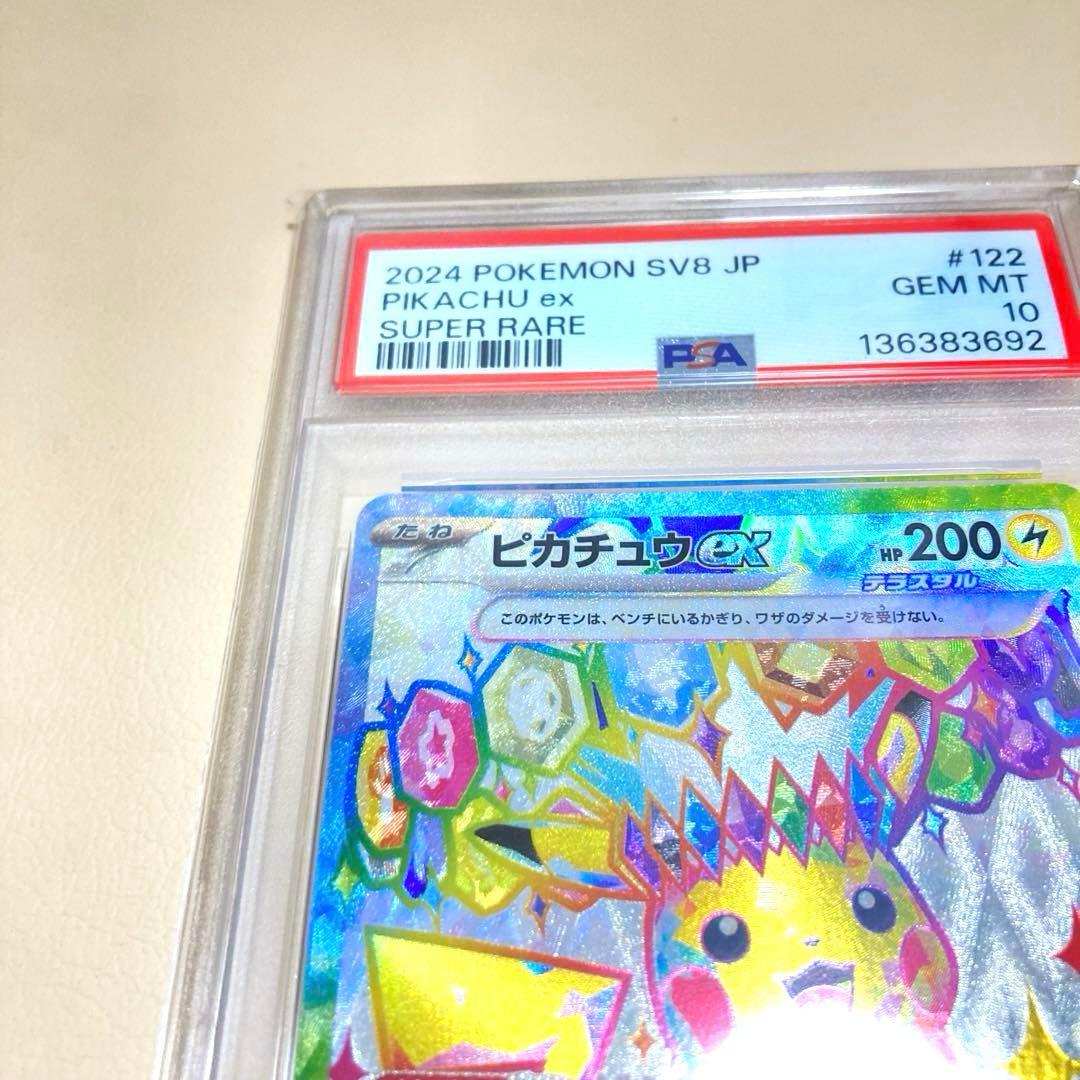 2024 POKEMON SV8 JP #122
PIKACHU ex GEM MT
SUPER RARE 10
PSA 136383692
たね ピカチュウex HP 200
テラスタル
このポケモンは、ベンチにいるかぎり、ワザのダメージを受けない。